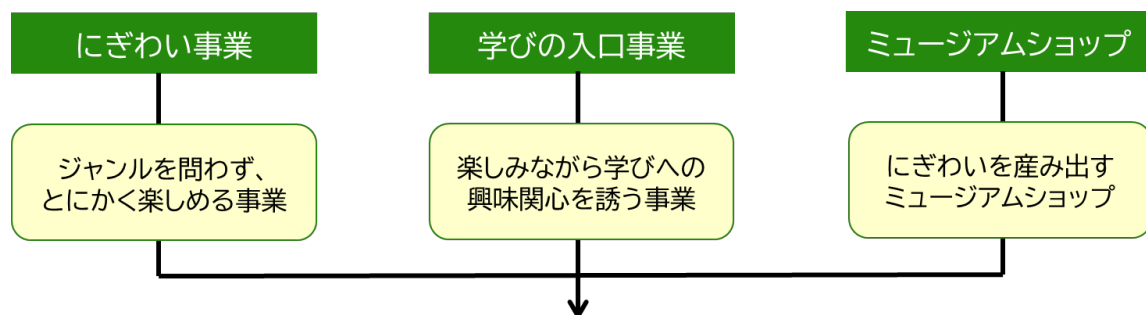 にぎわい事業
学びの入口事業
ミュージアムショップ
ジャンルを問わず、
とにかく楽しめる事業
楽しみながら学びへの
興味関心を誘う事業
にぎわいを産み出す
ミュージアムショップ